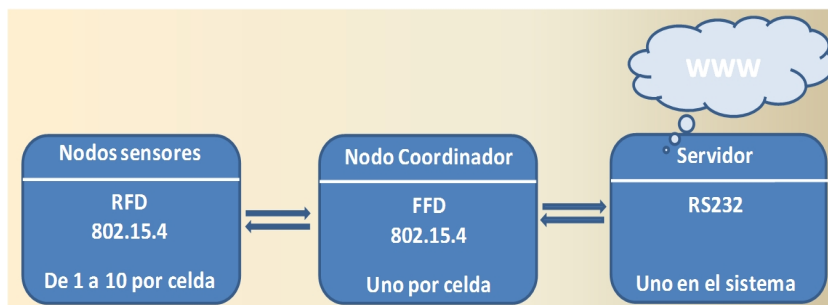 WWW
Nodos sensores
RFD
802.15.4
De 1 a 10 por celda
Nodo Coordinador
FFD
802.15.4
Uno por celda
Servidor
RS232
Uno en el sistema